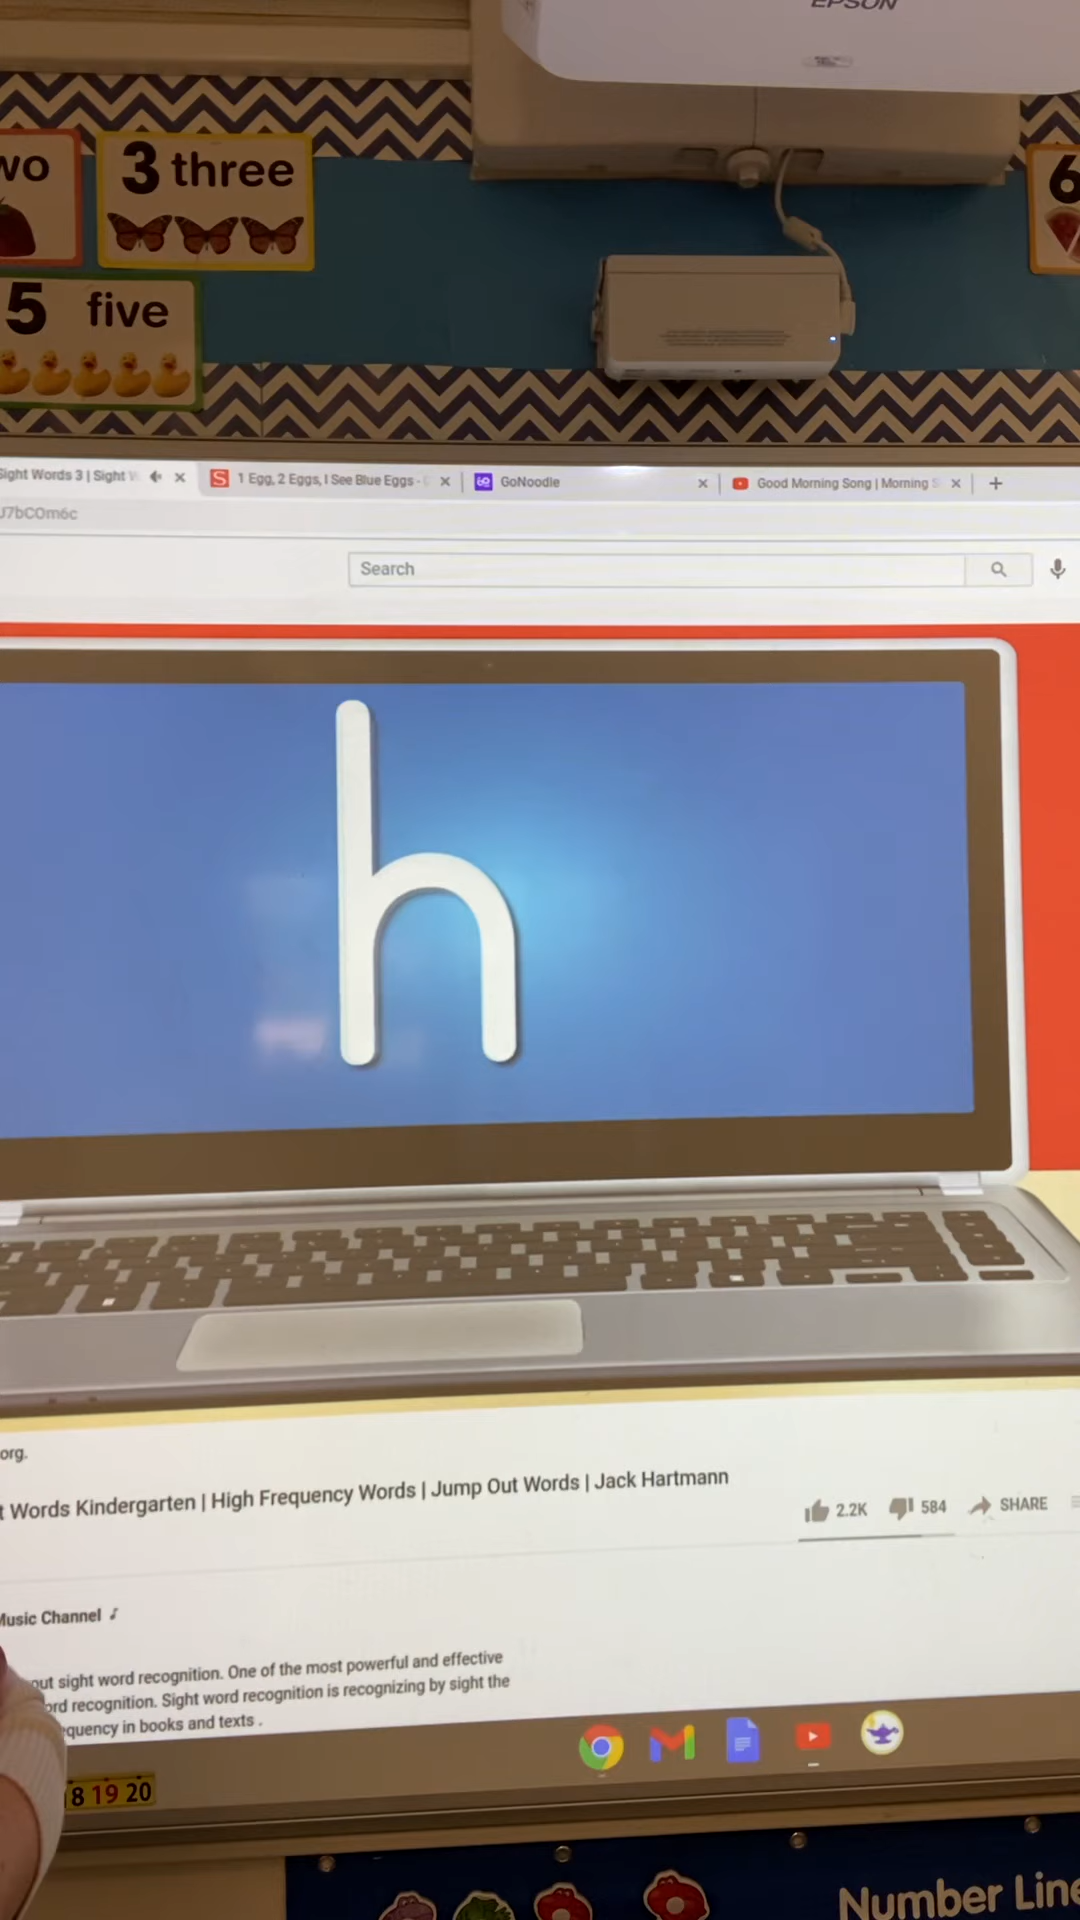 EPSON
wo
3 three
6
5 five
Sight Words 3 | Sight W
1 Egg, 2 Eggs, I See Blue Eggs -
GoNoodle
Good Morning Song | Morning S
J7bCOm6c
Search
h
org.
t Words Kindergarten | High Frequency Words | Jump Out Words | Jack Hartmann
2.2K 584 SHARE
Music Channel
out sight word recognition. One of the most powerful and effective
ord recognition. Sight word recognition is recognizing by sight the
equency in books and texts .
8 19 20
Number Line